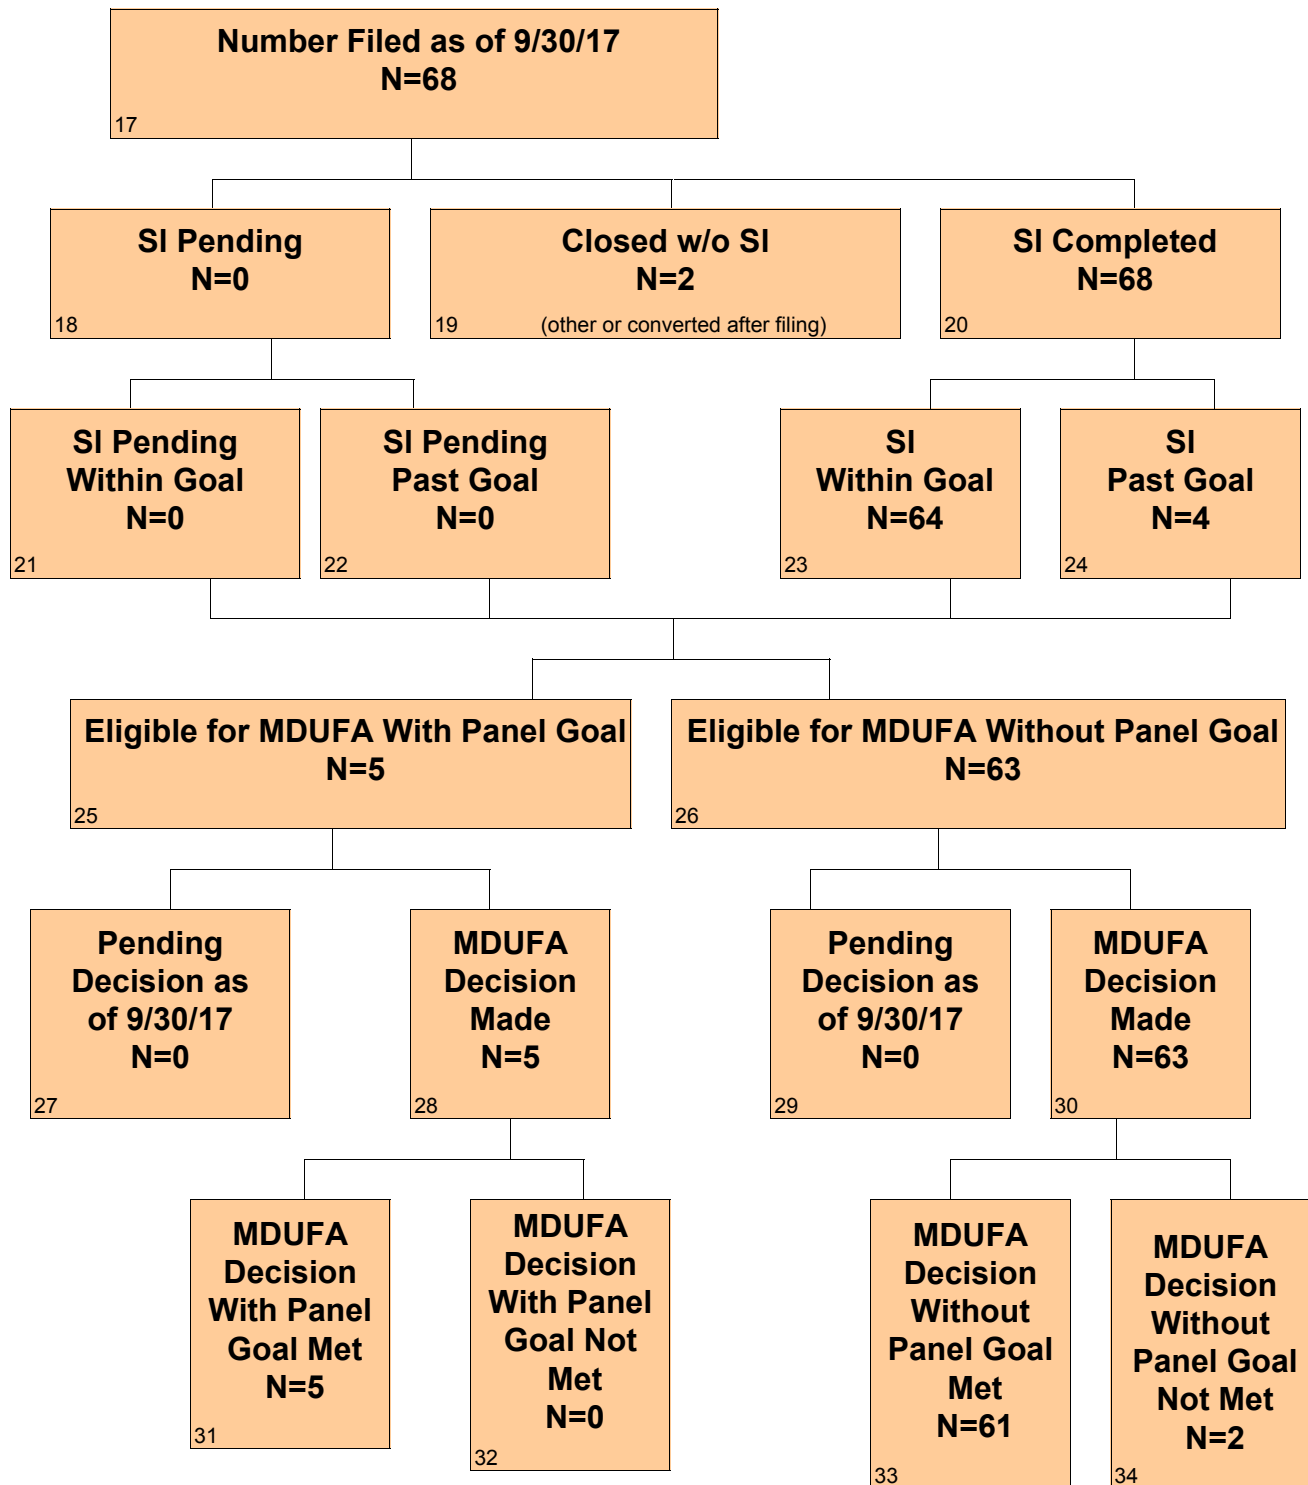 Number Filed as of 9/30/17
N=68
17
SI Pending
N=0
18
Closed w/o SI
N=2
19
(other or converted after filing)
SI Completed
N=68
20
SI Pending
Within Goal
N=0
21
SI Pending
Past Goal
N=0
22
SI
Within Goal
N=64
23
SI
Past Goal
N=4
24
Eligible for MDUFA With Panel Goal
N=5
25
Eligible for MDUFA Without Panel Goal
N=63
26
Pending
Decision as
of 9/30/17
N=0
27
MDUFA
Decision
Made
N=5
28
Pending
Decision as
of 9/30/17
N=0
29
MDUFA
Decision
Made
N=63
30
MDUFA
Decision
With Panel
Goal Met
N=5
31
MDUFA
Decision
With Panel
Goal Not
Met
N=0
32
MDUFA
Decision
Without
Panel Goal
Met
N=61
33
MDUFA
Decision
Without
Panel Goal
Not Met
N=2
34